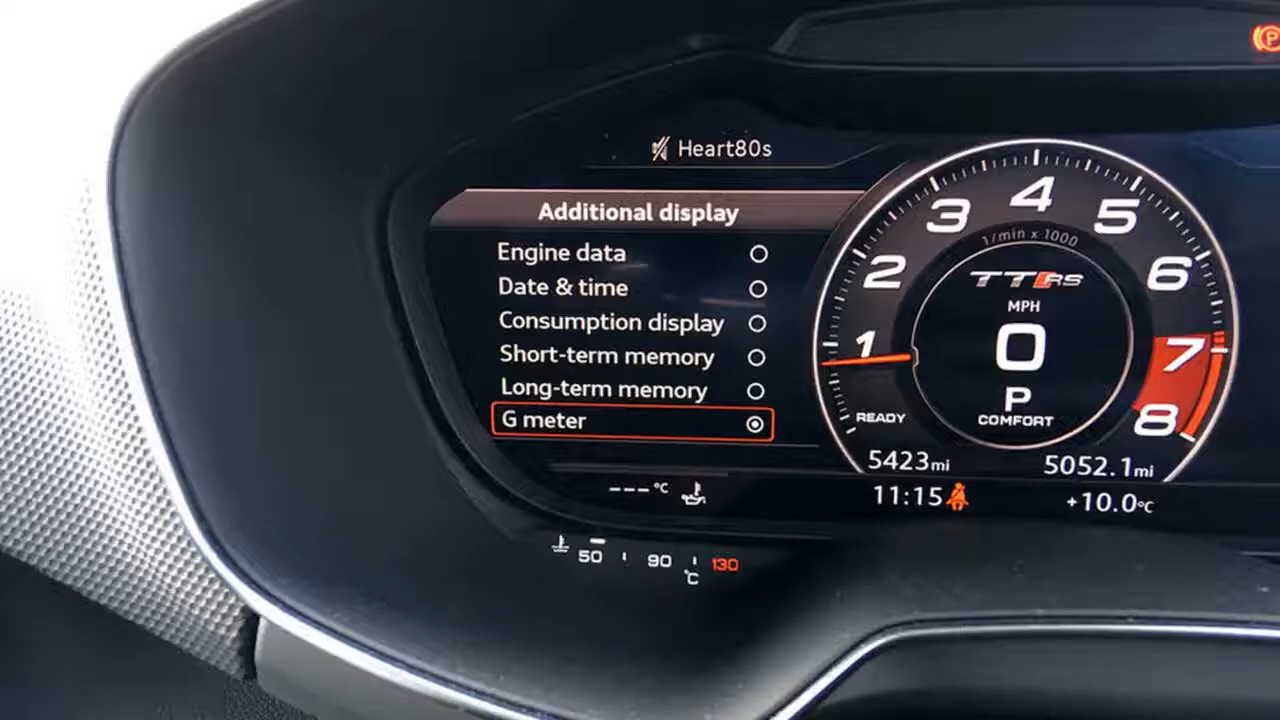 Heart80s
Additional display
Engine data
Date & time
Consumption display
Short-term memory
Long-term memory
G meter
---°C
50 90 130
°C
1 2 3 4 5 6 7 8
1/min x 1000
TTRS
MPH
0
P
COMFORT
READY
5423mi
5052.1mi
11:15
+10.0°C
P